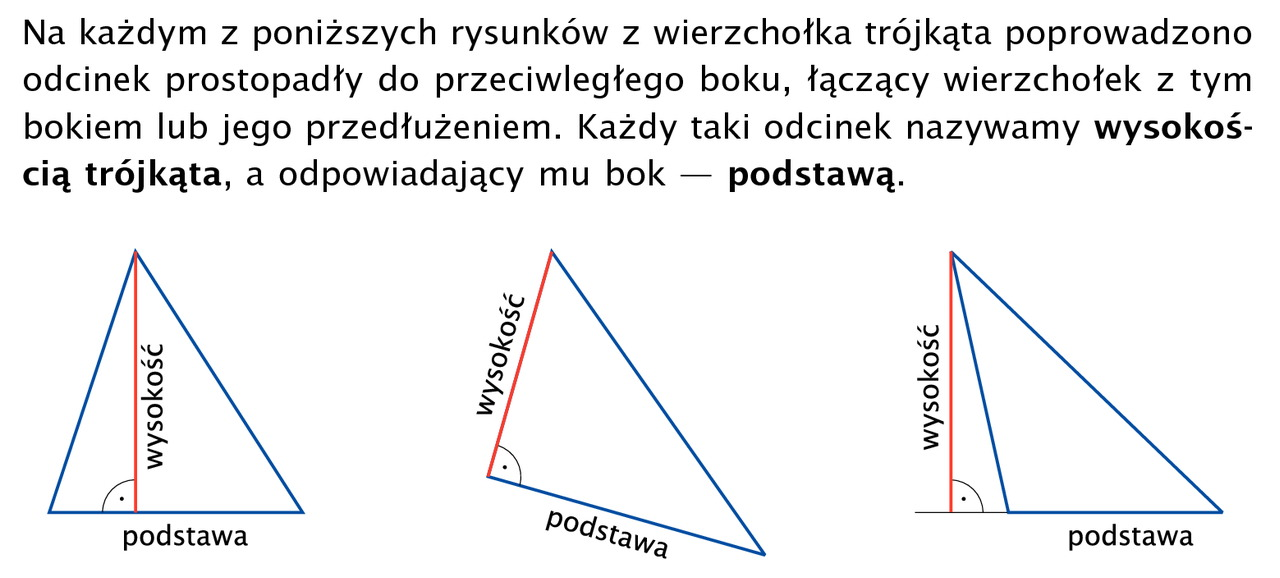 Na każdym z poniższych rysunków z wierzchołka trójkąta poprowadzono
odcinek prostopadły do przeciwległego boku, łączący wierzchołek z tym
bokiem lub jego przedłużeniem. Każdy taki odcinek nazywamy wysokoś-
cią trójkąta, a odpowiadający mu bok — podstawą.
wysokość
podstawa
wysokość
podstawa
wysokość
podstawa